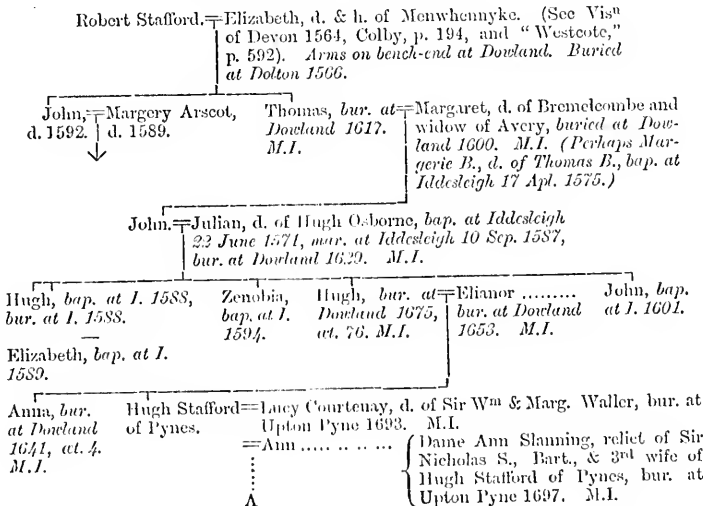 Robert Stafford.=Elizabeth, d. & h. of Menwhennyke. (See Visn
of Devon 1564, Colby, p. 194, and "Westcote,"
p. 592). Arms on bench-end at Dowland. Buried
at Dolton 1566.
John,=Margery Arscot,
d. 1592. d. 1589.
Thomas, bur. at=Margaret, d. of Bremelcombe and
Dowland 1617. widow of Avery, buried at Dow-
M.I. land 1600. M.I. (Perhaps Mar-
gerie B., d. of Thomas B., bap. at
Iddesleigh 17 Apl. 1575.)
John.=Julian, d. of Hugh Osborne, bap. at Iddesleigh
22 June 1571, mar. at Iddesleigh 10 Sep. 1587,
bur. at Dowland 1629. M.I.
Hugh, bap. at I. 1588,
bur. at I. 1588.
Elizabeth, bap. at I.
1589.
Zenobia,
bap. at I.
1594.
Hugh, bur. at=Elianor .........
Dowland 1675, bur. at Dowland
æt. 76. M.I. 1653. M.I.
John, bap.
at I. 1601.
Anna, bur.
at Dowland
1641, æt. 4.
M.I.
Hugh Stafford=Lucy Courtenay, d. of Sir Wm & Marg. Waller, bur. at
of Pynes. Upton Pyne 1693. M.I.
=Ann .... .. .. ...
Dame Ann Slanning, relict of Sir
Nicholas S., Bart., & 3rd wife of
Hugh Stafford of Pynes, bur. at
Upton Pyne 1697. M.I.